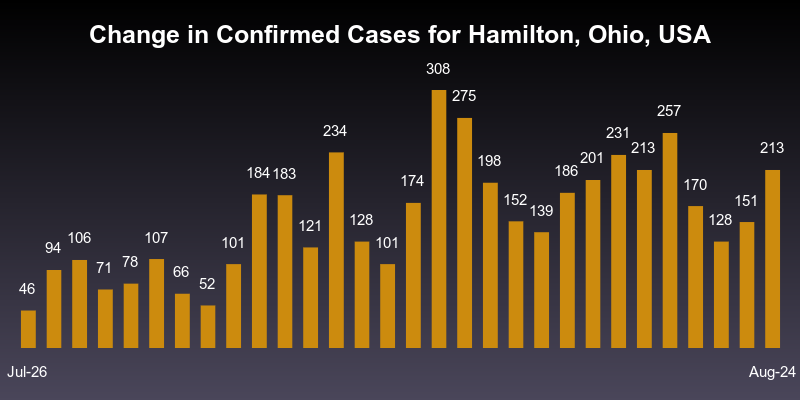 Change in Confirmed Cases for Hamilton, Ohio, USA
46 94 106 71 78 107 66 52 101 184 183 121 234 128 101 174 308 275 198 152 139 186 201 231 213 257 170 128 151 213
Jul-26 Aug-24